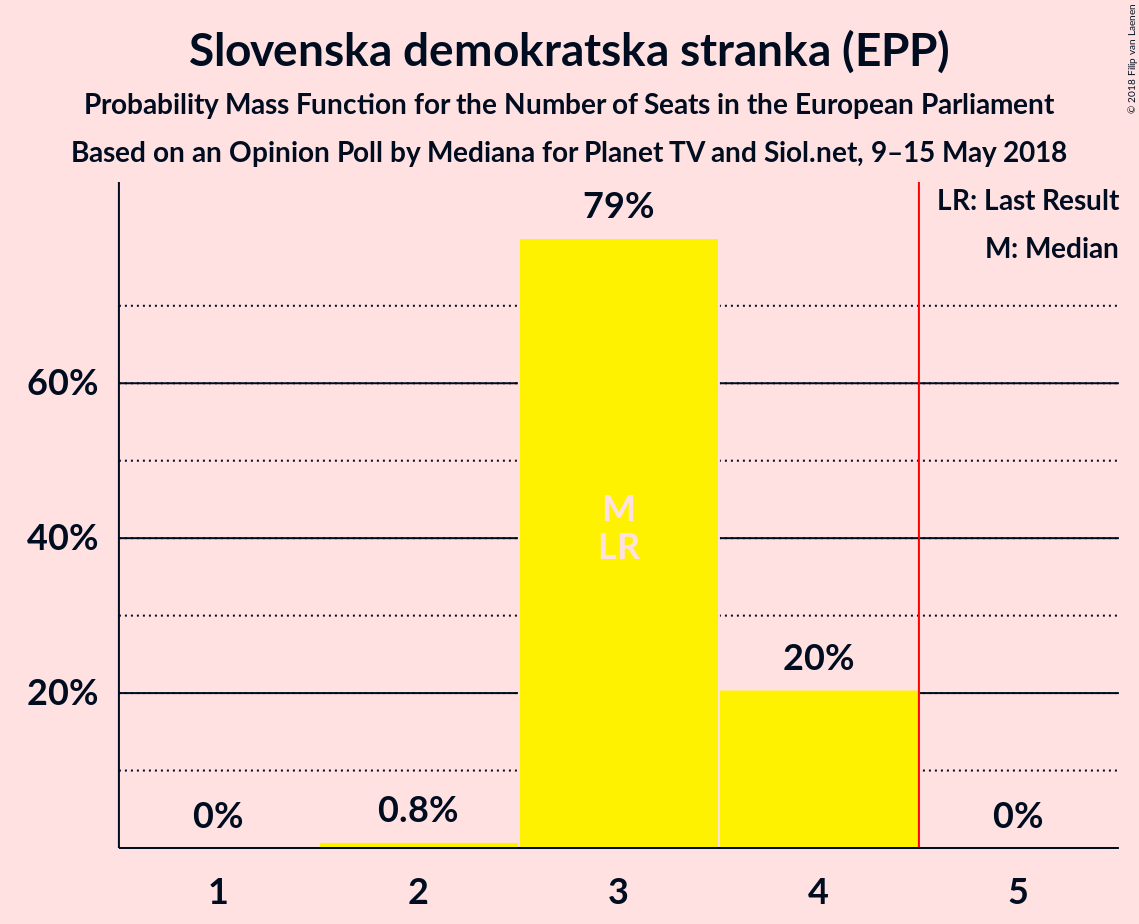 Slovenska demokratska stranka (EPP)
Probability Mass Function for the Number of Seats in the European Parliament
Based on an Opinion Poll by Mediana for Planet TV and Siol.net, 9–15 May 2018
© 2018 Filip van Laenen
LR: Last Result
M: Median
79%
60%
M
LR
40%
20%
20%
0%
0.8%
0%
1
2
3
4
5